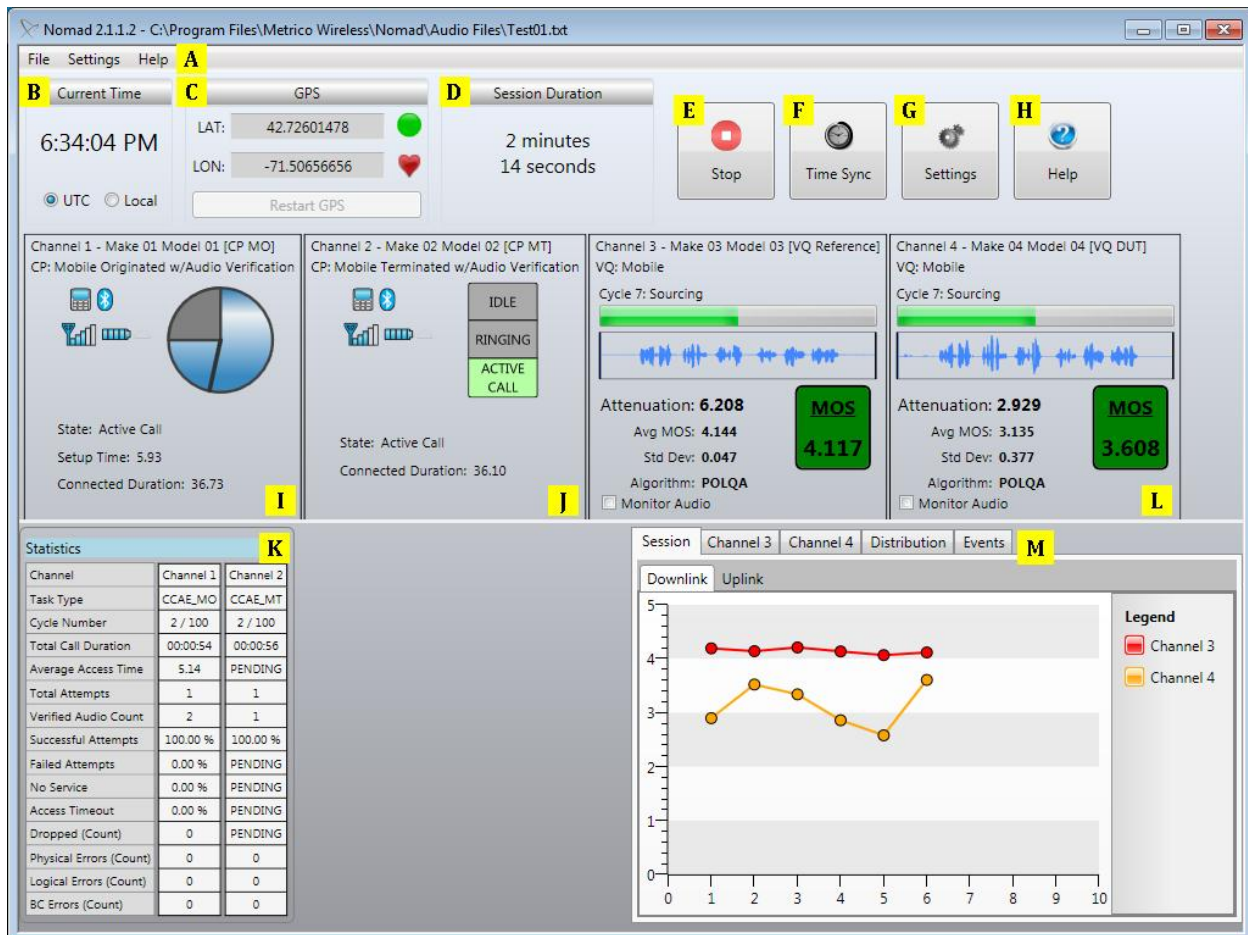 Nomad 2.1.1.2 - C:\Program Files\Metrico Wireless\Nomad\Audio Files\Test01.txt
File Settings Help A
B Current Time
6:34:04 PM
UTC Local
C GPS
LAT: 42.72601478
LON: -71.50656656
Restart GPS
D Session Duration
2 minutes
14 seconds
E
Stop
F
Time Sync
G
Settings
H
Help
Channel 1 - Make 01 Model 01 [CP MO]
CP: Mobile Originated w/Audio Verification
State: Active Call
Setup Time: 5.93
Connected Duration: 36.73
I
Channel 2 - Make 02 Model 02 [CP MT]
CP: Mobile Terminated w/Audio Verification
IDLE
RINGING
ACTIVE
CALL
State: Active Call
Connected Duration: 36.10
J
Channel 3 - Make 03 Model 03 [VQ Reference]
VQ: Mobile
Cycle 7: Sourcing
Attenuation: 6.208
Avg MOS: 4.144
Std Dev: 0.047
Algorithm: POLQA
MOS
4.117
Monitor Audio
Channel 4 - Make 04 Model 04 [VQ DUT]
VQ: Mobile
Cycle 7: Sourcing
Attenuation: 2.929
Avg MOS: 3.135
Std Dev: 0.377
Algorithm: POLQA
MOS
3.608
Monitor Audio
L
Statistics K
Channel Channel 1 Channel 2
Task Type CCAE_MO CCAE_MT
Cycle Number 2 / 100 2 / 100
Total Call Duration 00:00:54 00:00:56
Average Access Time 5.14 PENDING
Total Attempts 1 1
Verified Audio Count 2 1
Successful Attempts 100.00 % 100.00 %
Failed Attempts 0.00 % PENDING
No Service 0.00 % PENDING
Access Timeout 0.00 % PENDING
Dropped (Count) 0 PENDING
Physical Errors (Count) 0 0
Logical Errors (Count) 0 0
BC Errors (Count) 0 0
Session Channel 3 Channel 4 Distribution Events M
Downlink Uplink
5
4
3
2
1
0
0 1 2 3 4 5 6 7 8 9 10
Legend
Channel 3
Channel 4